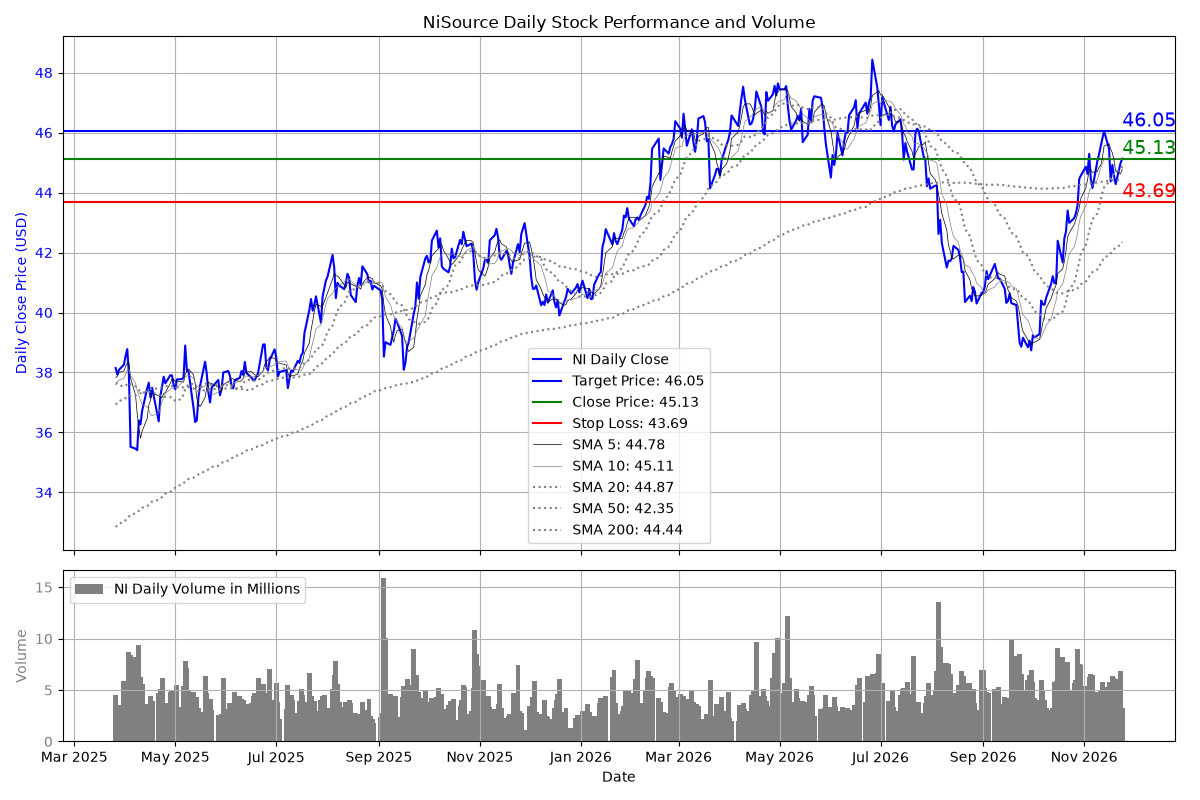 NiSource Daily Stock Performance and Volume
Daily Close Price (USD)
48
46
44
42
40
38
36
34
46.05
45.13
43.69
NI Daily Close
Target Price: 46.05
Close Price: 45.13
Stop Loss: 43.69
SMA 5: 44.78
SMA 10: 45.11
SMA 20: 44.87
SMA 50: 42.35
SMA 200: 44.44
NI Daily Volume in Millions
Volume
15
10
5
0
Mar 2025
May 2025
Jul 2025
Sep 2025
Nov 2025
Jan 2026
Mar 2026
May 2026
Jul 2026
Sep 2026
Nov 2026
Date